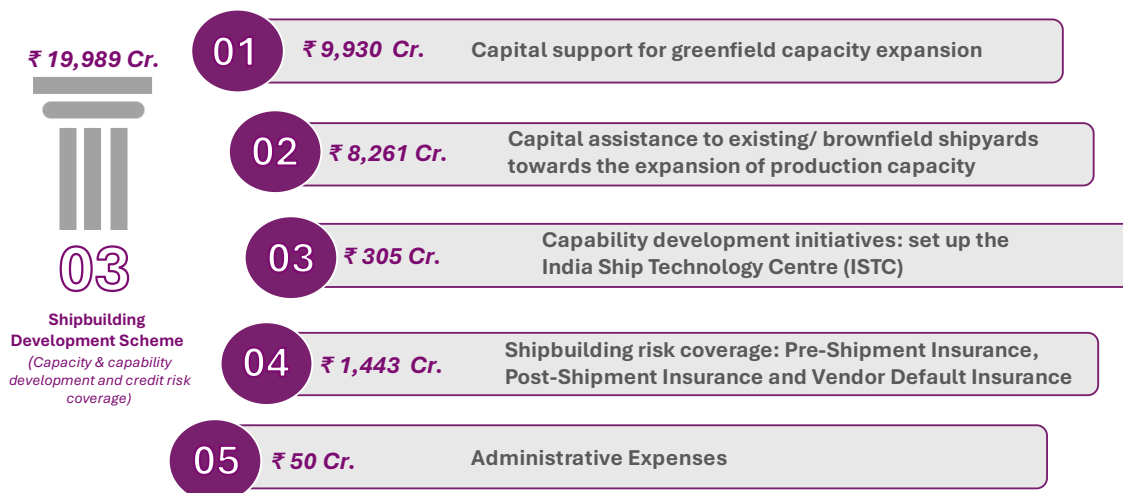 ₹ 19,989 Cr.
03
Shipbuilding
Development Scheme
(Capacity & capability
development and credit risk
coverage)
01 ₹ 9,930 Cr. Capital support for greenfield capacity expansion
02 ₹ 8,261 Cr. Capital assistance to existing/ brownfield shipyards
towards the expansion of production capacity
03 ₹ 305 Cr. Capability development initiatives: set up the
India Ship Technology Centre (ISTC)
04 ₹ 1,443 Cr. Shipbuilding risk coverage: Pre-Shipment Insurance,
Post-Shipment Insurance and Vendor Default Insurance
05 ₹ 50 Cr. Administrative Expenses